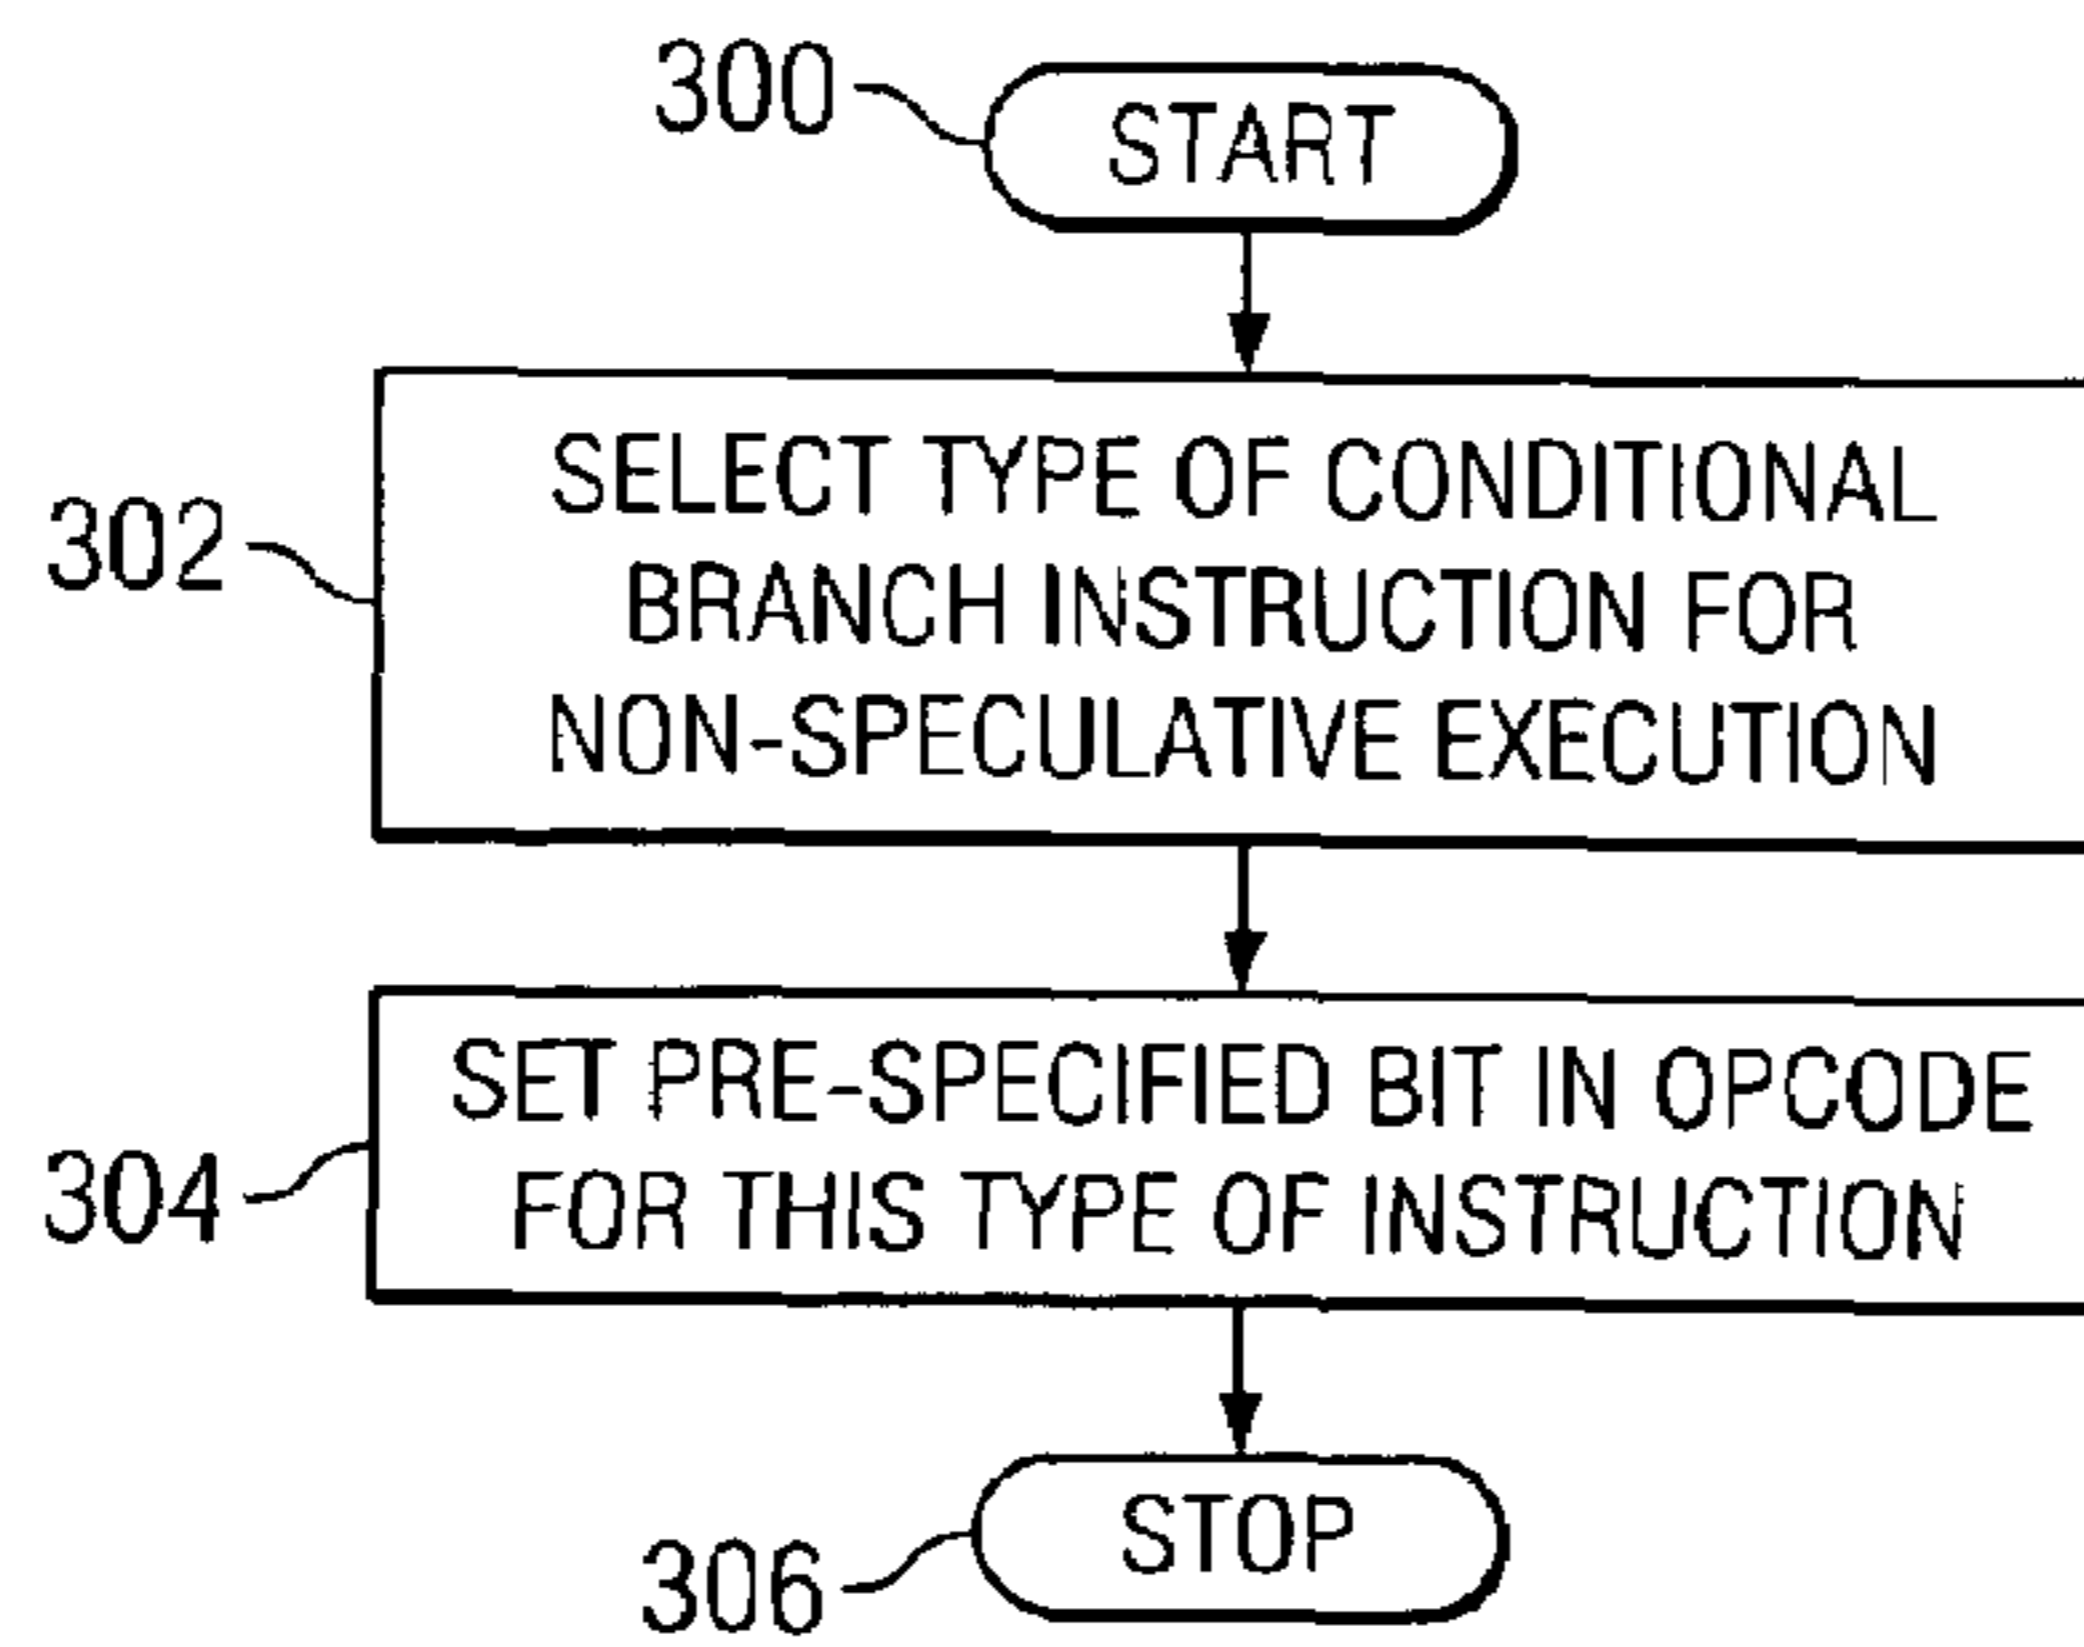 300
START
302
SELECT TYPE OF CONDITIONAL
BRANCH INSTRUCTION FOR
NON-SPECULATIVE EXECUTION
304
SET PRE-SPECIFIED BIT IN OPCODE
FOR THIS TYPE OF INSTRUCTION
306
STOP